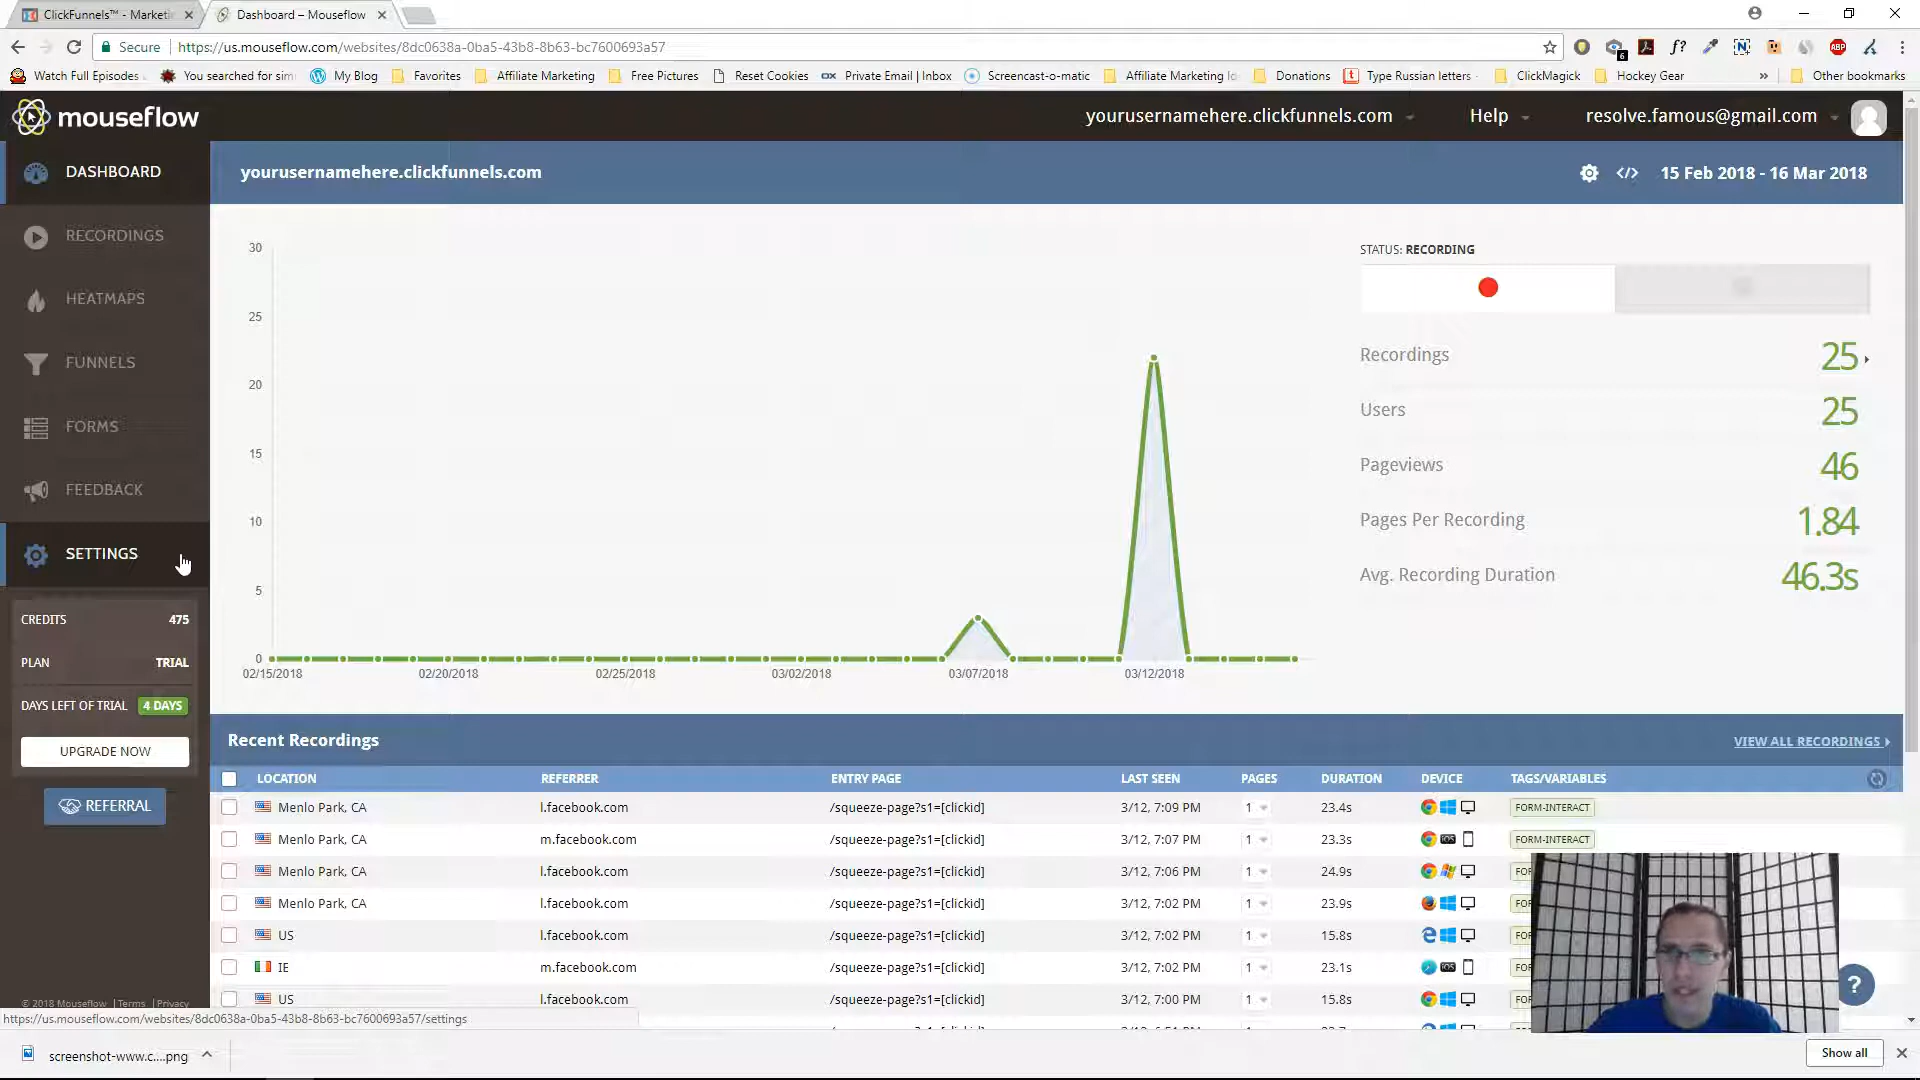 ClickFunnels™ - Marketi
Dashboard – Mouseflow
Secure
https://us.mouseflow.com/websites/8dc0638a-0ba5-43b8-8b63-bc7600693a57
6
f?
ABP
Watch Full Episodes
You searched for sim
My Blog
Favorites
Affiliate Marketing
Free Pictures
Reset Cookies
Private Email | Inbox
Screencast-o-matic
Affiliate Marketing Id
Donations
Type Russian letters
ClickMagick
Hockey Gear
Other bookmarks
mouseflow
yourusernamehere.clickfunnels.com
Help
resolve.famous@gmail.com
DASHBOARD
RECORDINGS
HEATMAPS
FUNNELS
FORMS
FEEDBACK
SETTINGS
CREDITS 475
PLAN TRIAL
DAYS LEFT OF TRIAL 4 DAYS
UPGRADE NOW
REFERRAL
© 2018 Mouseflow | Terms | Privacy
yourusernamehere.clickfunnels.com
</> 15 Feb 2018 - 16 Mar 2018
30
25
20
15
10
5
0
02/15/2018 02/20/2018 02/25/2018 03/02/2018 03/07/2018 03/12/2018
STATUS: RECORDING
Recordings 25
Users 25
Pageviews 46
Pages Per Recording 1.84
Avg. Recording Duration 46.3s
Recent Recordings
VIEW ALL RECORDINGS
LOCATION REFERRER ENTRY PAGE LAST SEEN PAGES DURATION DEVICE TAGS/VARIABLES
Menlo Park, CA l.facebook.com /squeeze-page?s1=[clickid] 3/12, 7:09 PM 1 23.4s FORM-INTERACT
Menlo Park, CA m.facebook.com /squeeze-page?s1=[clickid] 3/12, 7:07 PM 1 23.3s iOS FORM-INTERACT
Menlo Park, CA l.facebook.com /squeeze-page?s1=[clickid] 3/12, 7:06 PM 1 24.9s FOR
Menlo Park, CA l.facebook.com /squeeze-page?s1=[clickid] 3/12, 7:02 PM 1 23.9s FOR
US l.facebook.com /squeeze-page?s1=[clickid] 3/12, 7:02 PM 1 15.8s FOR
IE m.facebook.com /squeeze-page?s1=[clickid] 3/12, 7:02 PM 1 23.1s iOS FOR
US l.facebook.com /squeeze-page?s1=[clickid] 3/12, 7:00 PM 1 15.8s FOR
?
https://us.mouseflow.com/websites/8dc0638a-0ba5-43b8-8b63-bc7600693a57/settings
screenshot-www.c....png
Show all